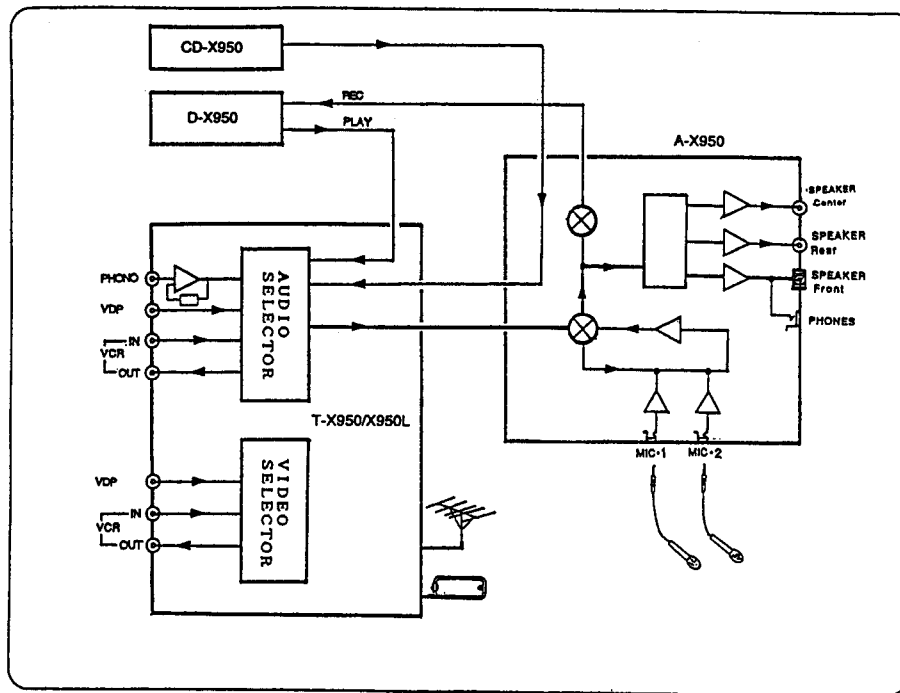 CD-X950
D-X950
REC
PLAY
A-X950
SPEAKER
Center
SPEAKER
Rear
SPEAKER
Front
PHONES
PHONO
VDP
IN
VCR
OUT
AUDIO
SELECTOR
T-X950/X950L
VDP
IN
VCR
OUT
VIDEO
SELECTOR
MIC•1
MIC•2